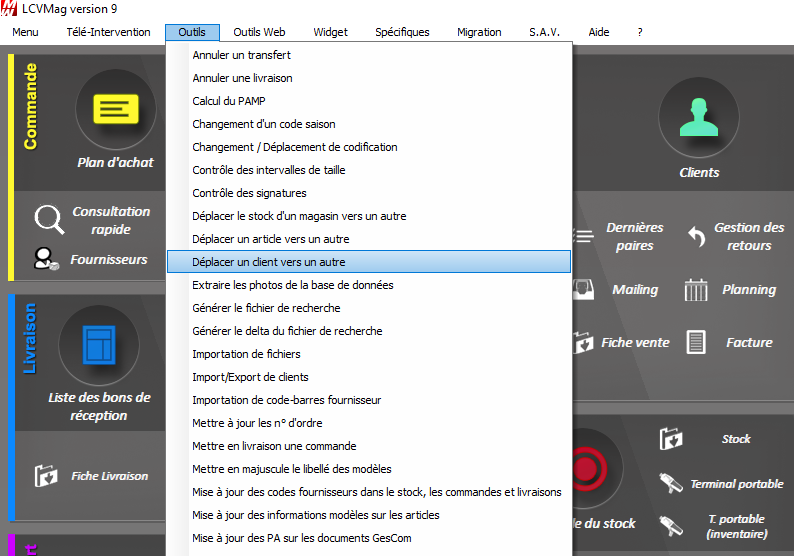 LCVMag version 9
Menu Télé-Intervention Outils Outils Web Widget Spécifiques Migration S.A.V. Aide ?
Annuler un transfert
Annuler une livraison
Calcul du PAMP
Changement d'un code saison
Changement / Déplacement de codification
Contrôle des intervalles de taille
Contrôle des signatures
Déplacer le stock d'un magasin vers un autre
Déplacer un article vers un autre
Déplacer un client vers un autre
Extraire les photos de la base de données
Générer le fichier de recherche
Générer le delta du fichier de recherche
Importation de fichiers
Import/Export de clients
Importation de code-barres fournisseur
Mettre à jour les n° d'ordre
Mettre en livraison une commande
Mettre en majuscule le libellé des modèles
Mise à jour des codes fournisseurs dans le stock, les commandes et livraisons
Mise à jour des informations modèles sur les articles
Mise à jour des PA sur les documents GesCom
Commande
Plan d'achat
Consultation
rapide
Fournisseurs
Livraison
Liste des bons de
réception
Fiche Livraison
Clients
Dernières
paires
Gestion des
retours
Mailing
Planning
Fiche vente
Facture
du stock
Stock
Terminal portable
T. portable
(inventaire)